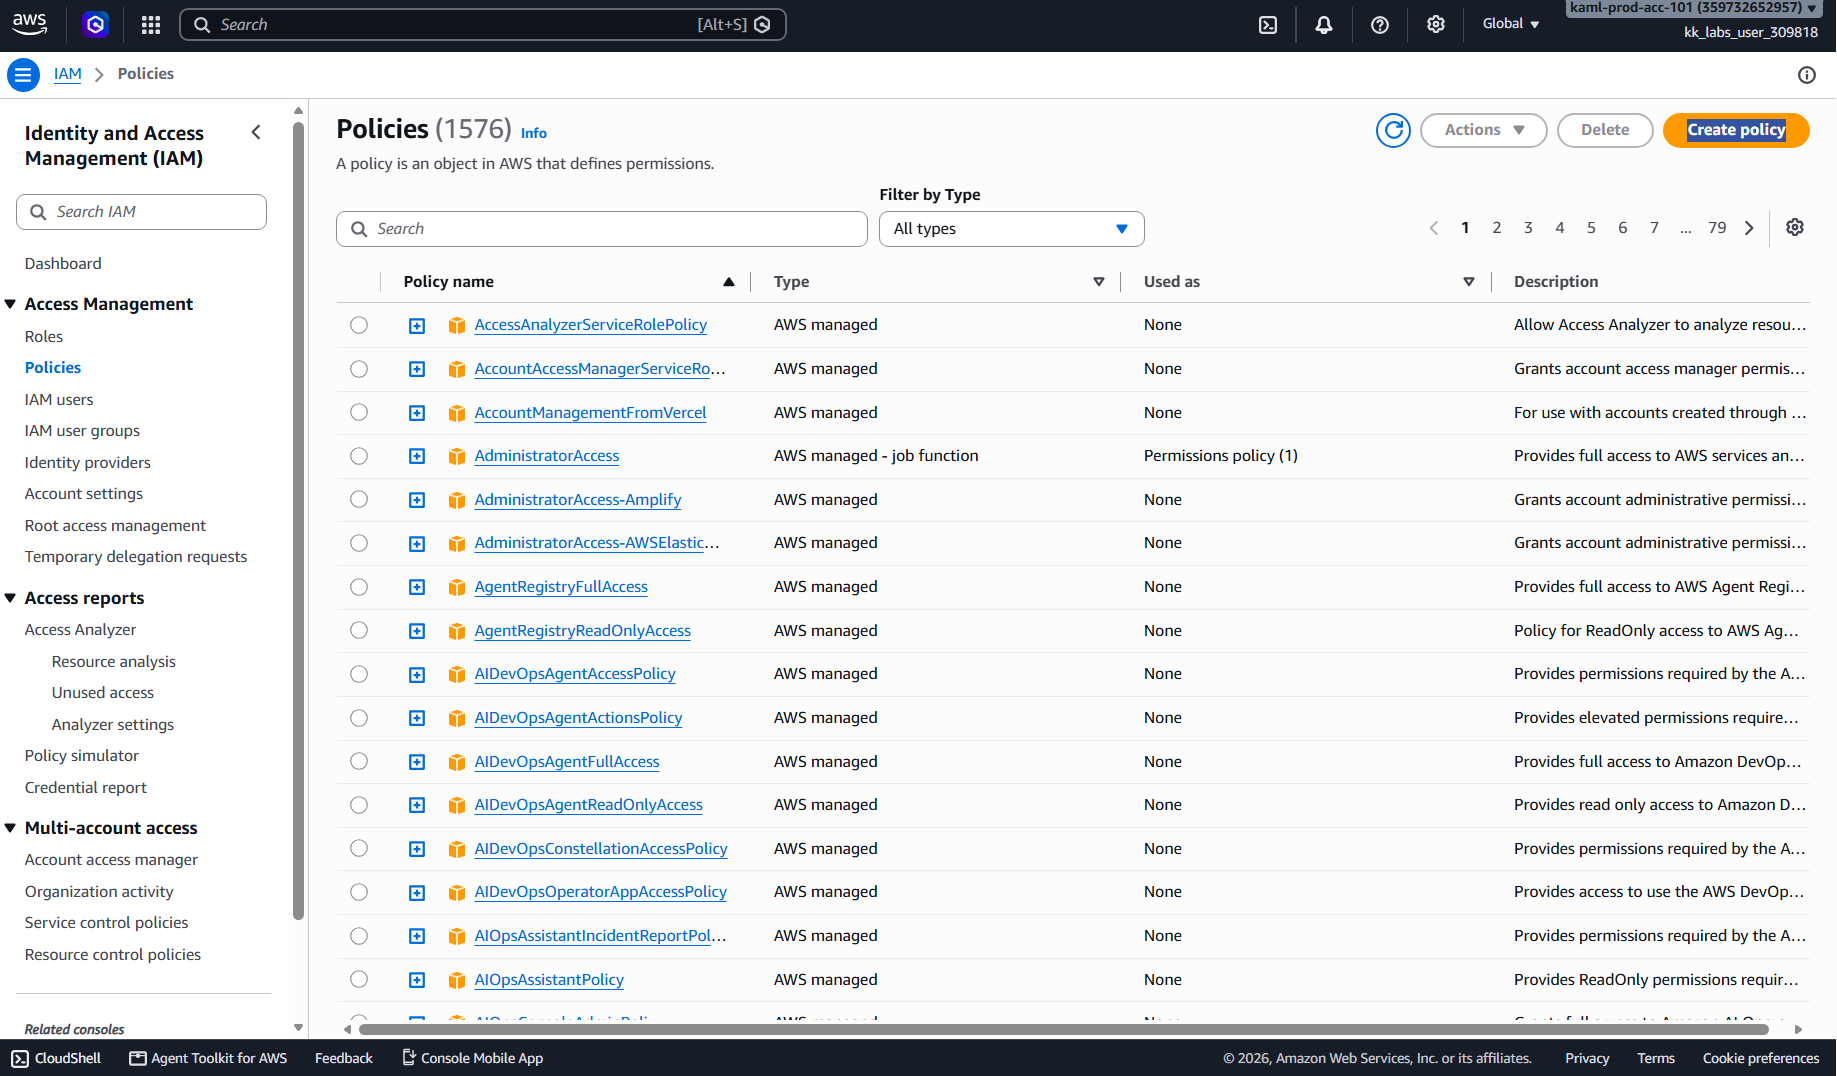 aws
Search
[Alt+S]
Global
kaml-prod-acc-101 (359732652957)
kk_labs_user_309818
IAM
Policies
Identity and Access
Management (IAM)
Search IAM
Dashboard
Access Management
Roles
Policies
IAM users
IAM user groups
Identity providers
Account settings
Root access management
Temporary delegation requests
Access reports
Access Analyzer
Resource analysis
Unused access
Analyzer settings
Policy simulator
Credential report
Multi-account access
Account access manager
Organization activity
Service control policies
Resource control policies
Related consoles
Policies (1576) Info
A policy is an object in AWS that defines permissions.
Actions
Delete
Create policy
Filter by Type
Search
All types
1 2 3 4 5 6 7 ... 79
Policy name Type Used as Description
AccessAnalyzerServiceRolePolicy AWS managed None Allow Access Analyzer to analyze resou...
AccountAccessManagerServiceRo... AWS managed None Grants account access manager permis...
AccountManagementFromVercel AWS managed None For use with accounts created through ...
AdministratorAccess AWS managed - job function Permissions policy (1) Provides full access to AWS services an...
AdministratorAccess-Amplify AWS managed None Grants account administrative permissi...
AdministratorAccess-AWSElastic... AWS managed None Grants account administrative permissi...
AgentRegistryFullAccess AWS managed None Provides full access to AWS Agent Regi...
AgentRegistryReadOnlyAccess AWS managed None Policy for ReadOnly access to AWS Ag...
AIDevOpsAgentAccessPolicy AWS managed None Provides permissions required by the A...
AIDevOpsAgentActionsPolicy AWS managed None Provides elevated permissions require...
AIDevOpsAgentFullAccess AWS managed None Provides full access to Amazon DevOp...
AIDevOpsAgentReadOnlyAccess AWS managed None Provides read only access to Amazon D...
AIDevOpsConstellationAccessPolicy AWS managed None Provides permissions required by the A...
AIDevOpsOperatorAppAccessPolicy AWS managed None Provides access to use the AWS DevOp...
AIOpsAssistantIncidentReportPol... AWS managed None Provides permissions required by the A...
AIOpsAssistantPolicy AWS managed None Provides ReadOnly permissions requir...
CloudShell
Agent Toolkit for AWS
Feedback
Console Mobile App
© 2026, Amazon Web Services, Inc. or its affiliates.
Privacy
Terms
Cookie preferences